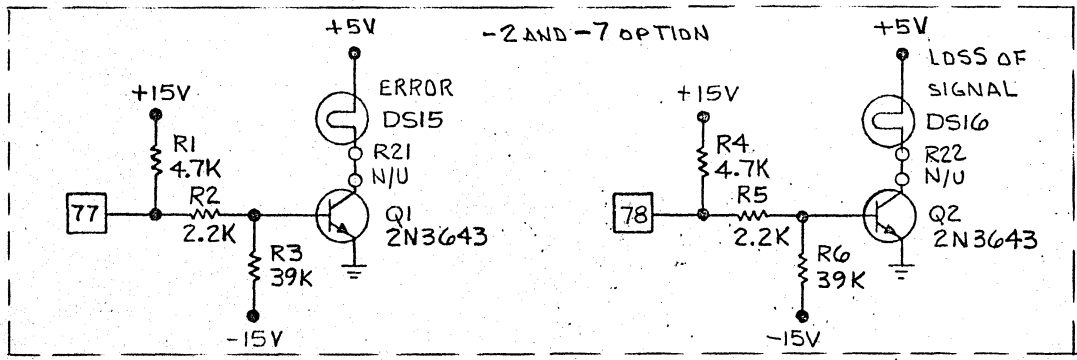 -2 AND -7 OPTION
+5V
ERROR
DS15
+15V
R1
4.7K
R21
N/U
77
R2
2.2K
Q1
2N3643
R3
39K
-15V
+5V
LOSS OF
SIGNAL
DS16
+15V
R4
4.7K
R22
N/U
78
R5
2.2K
Q2
2N3643
R6
39K
-15V